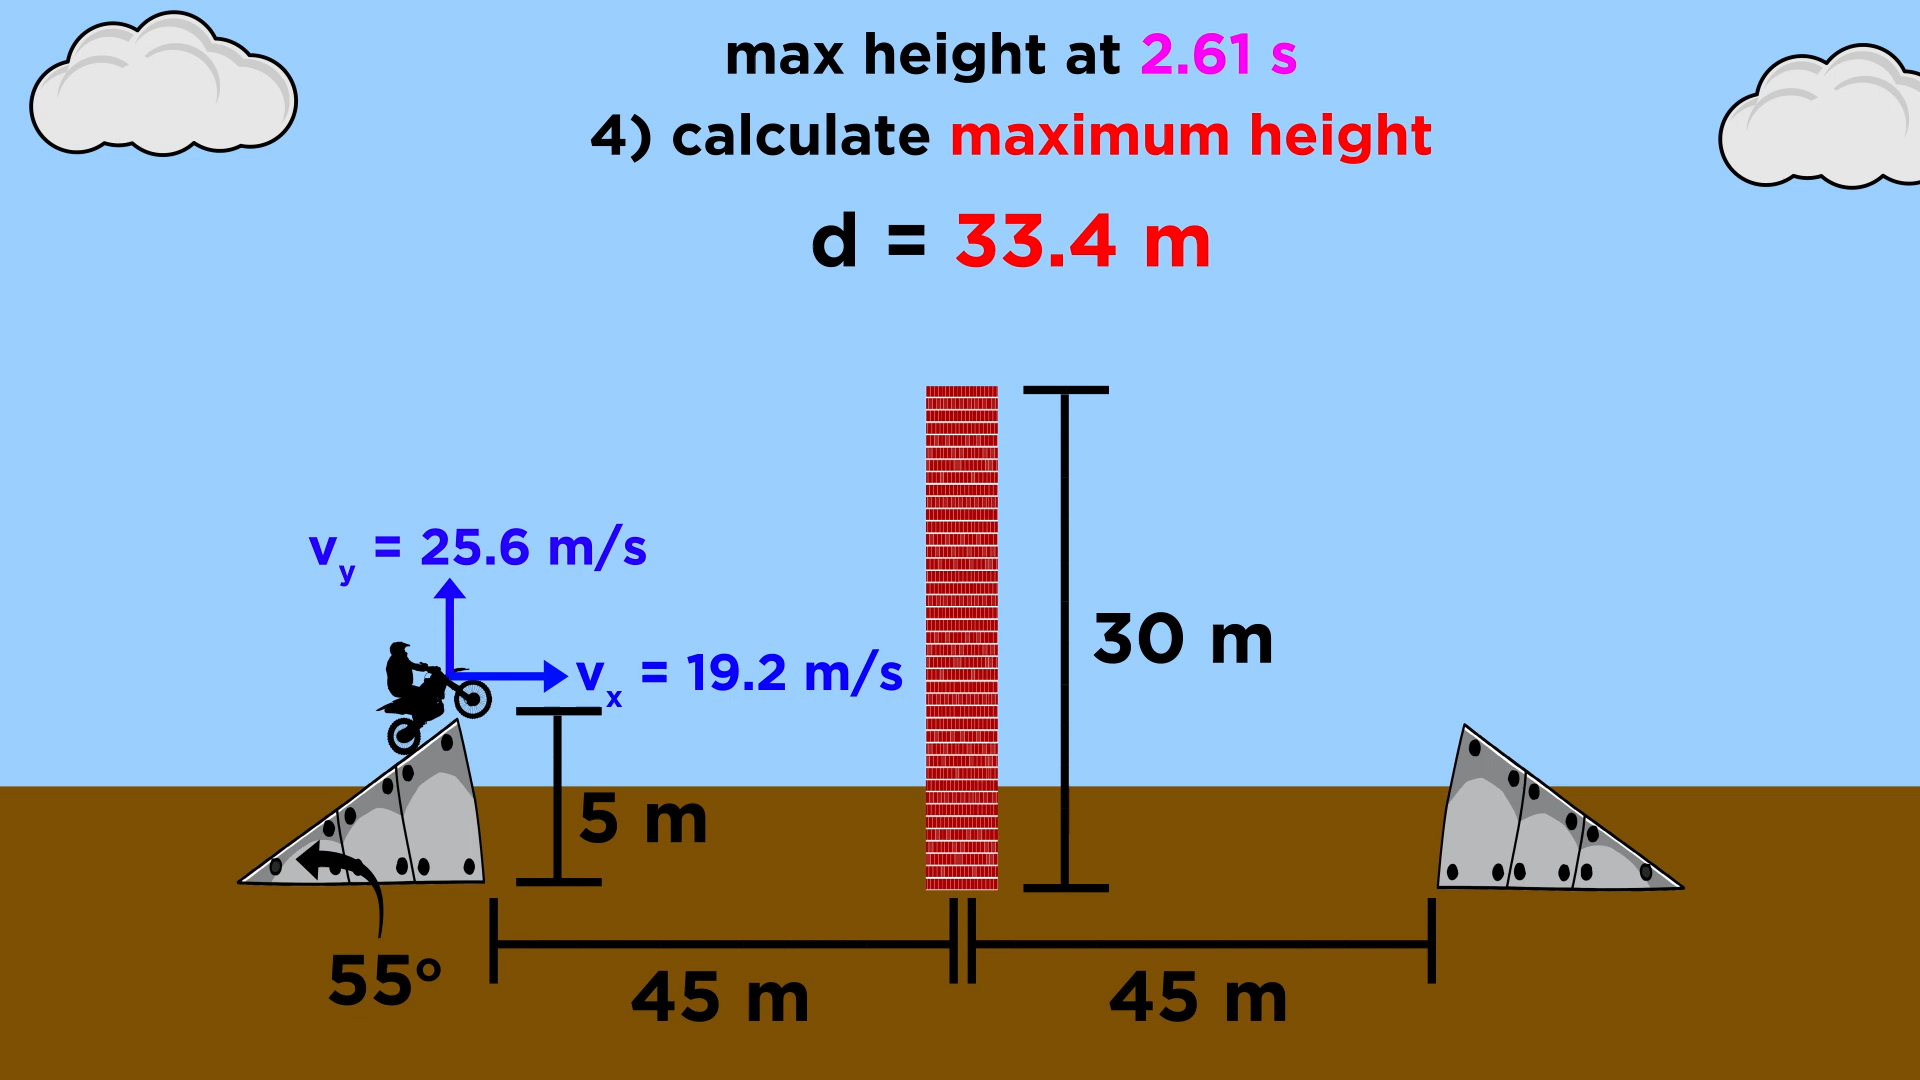 max height at 2.61 s
4) calculate maximum height
d = 33.4 m
vy = 25.6 m/s
vx = 19.2 m/s
30 m
5 m
55°
45 m
45 m